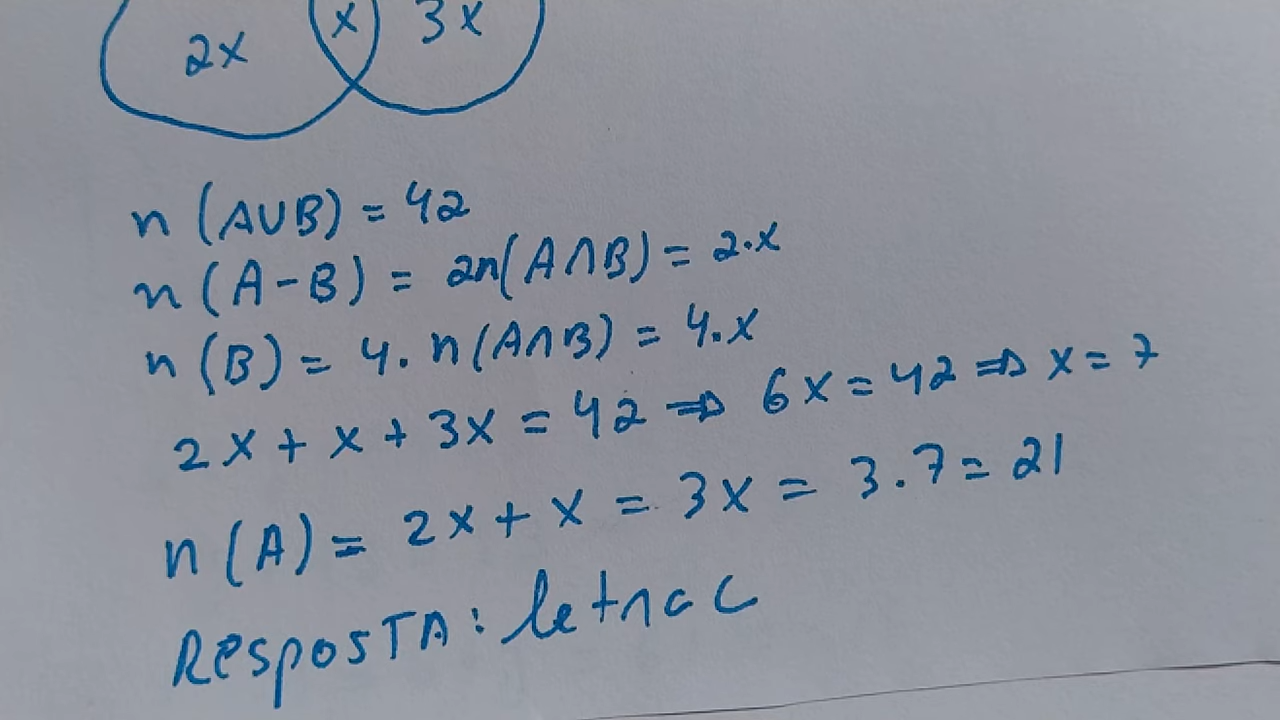 2x x 3x
n (A∪B) = 42
n (A-B) = 2n(A∩B) = 2.x
n (B) = 4. n(A∩B) = 4.x
2x + x + 3x = 42 ⇒ 6x = 42 ⇒ x = 7
n (A) = 2x + x = 3x = 3.7 = 21
RESPOSTA: letra C